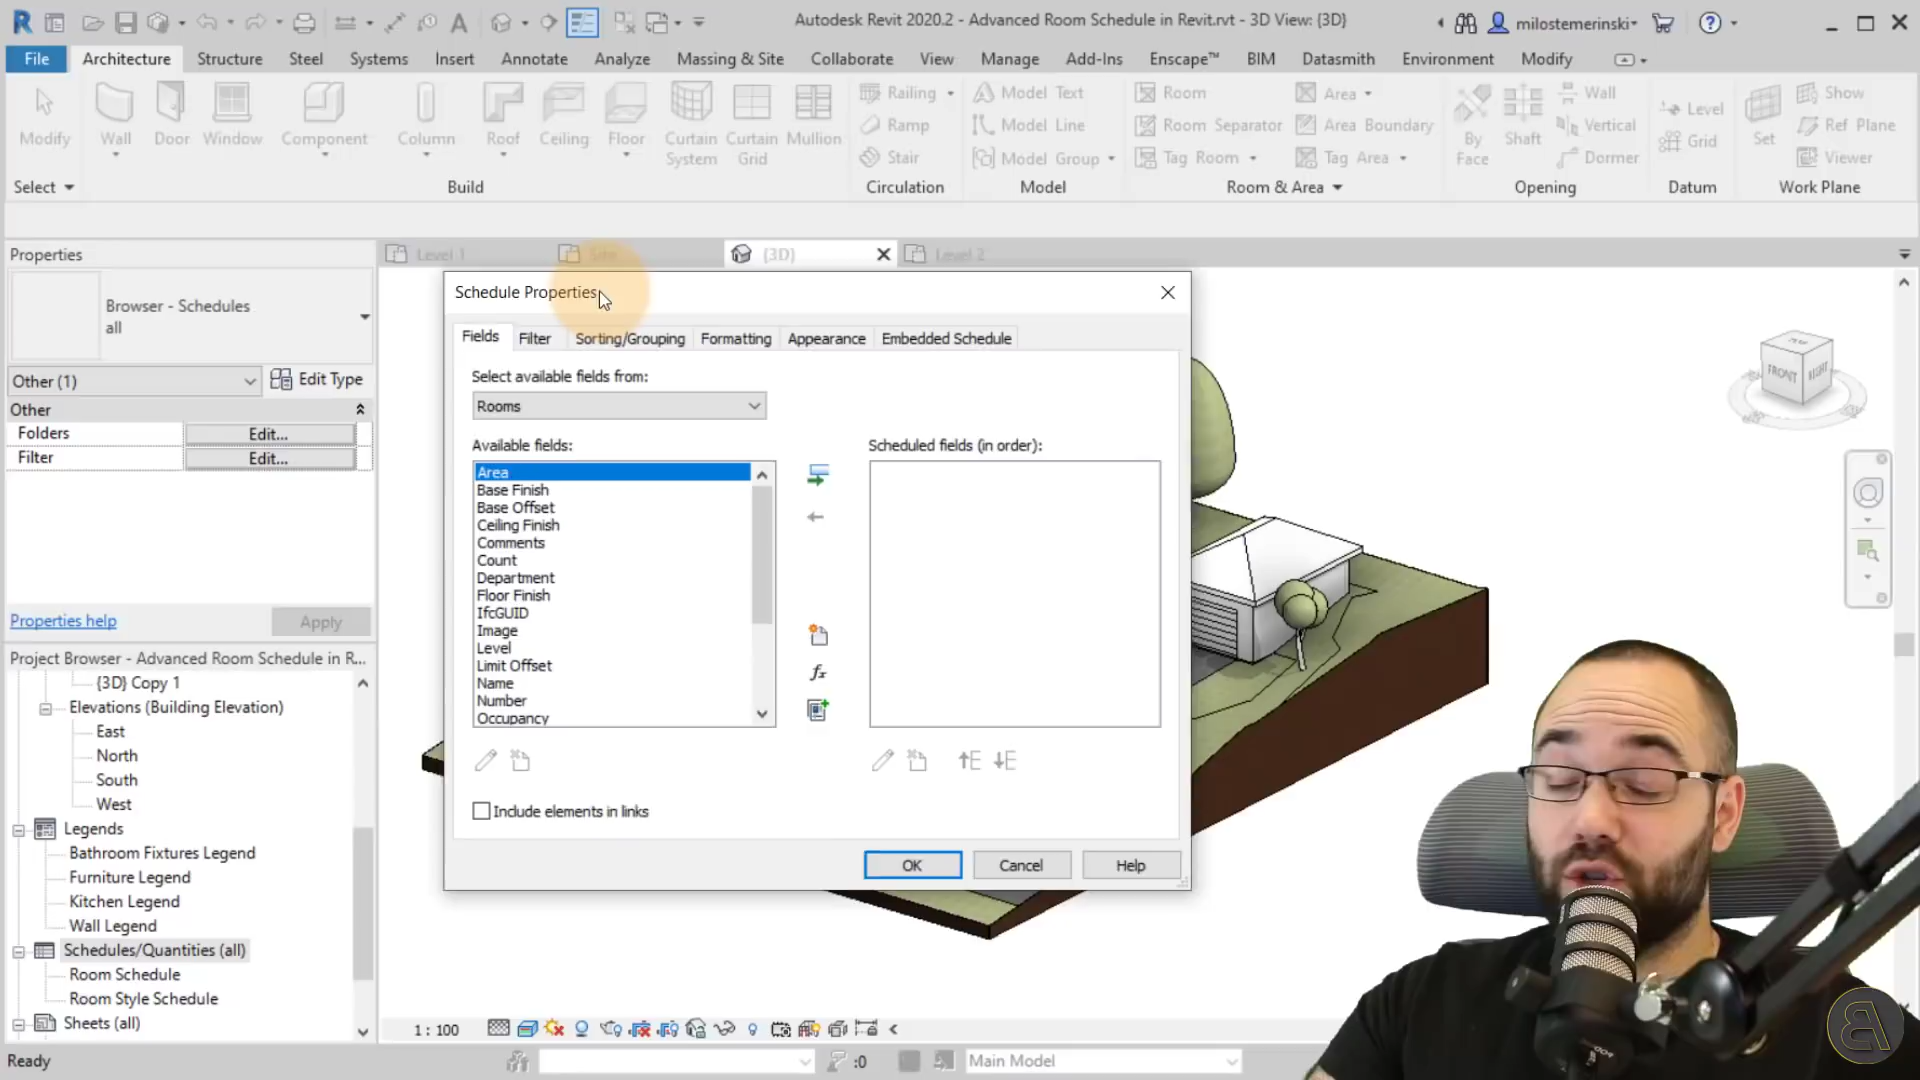 Autodesk Revit 2020.2 - Advanced Room Schedule in Revit.rvt - 3D View: {3D}
milostemerinski
File Architecture Structure Steel Systems Insert Annotate Analyze Massing & Site Collaborate View Manage Add-Ins Enscape™ BIM Datasmith Environment Modify
Railing Model Text Room Area Wall Show
Modify Wall Door Window Component Column Roof Ceiling Floor Curtain System Curtain Grid Mullion
Ramp Model Line Room Separator Area Boundary By Face Shaft Vertical Level Set Ref Plane
Stair Model Group Tag Room Tag Area Dormer Grid Viewer
Select Build Circulation Model Room & Area Opening Datum Work Plane
Properties
Level 1 Site {3D} Level 2
Browser - Schedules
all
Other (1) Edit Type
Other
Folders Edit...
Filter Edit...
Properties help Apply
Project Browser - Advanced Room Schedule in R...
{3D} Copy 1
Elevations (Building Elevation)
East
North
South
West
Legends
Bathroom Fixtures Legend
Furniture Legend
Kitchen Legend
Wall Legend
Schedules/Quantities (all)
Room Schedule
Room Style Schedule
Sheets (all)
Schedule Properties
Fields Filter Sorting/Grouping Formatting Appearance Embedded Schedule
Select available fields from:
Rooms
Available fields: Scheduled fields (in order):
Area
Base Finish
Base Offset
Ceiling Finish
Comments
Count
Department
Floor Finish
IfcGUID
Image
Level
Limit Offset
Name
Number
Occupancy
Include elements in links
OK Cancel Help
FRONT RIGHT
1 : 100
Ready :0 Main Model